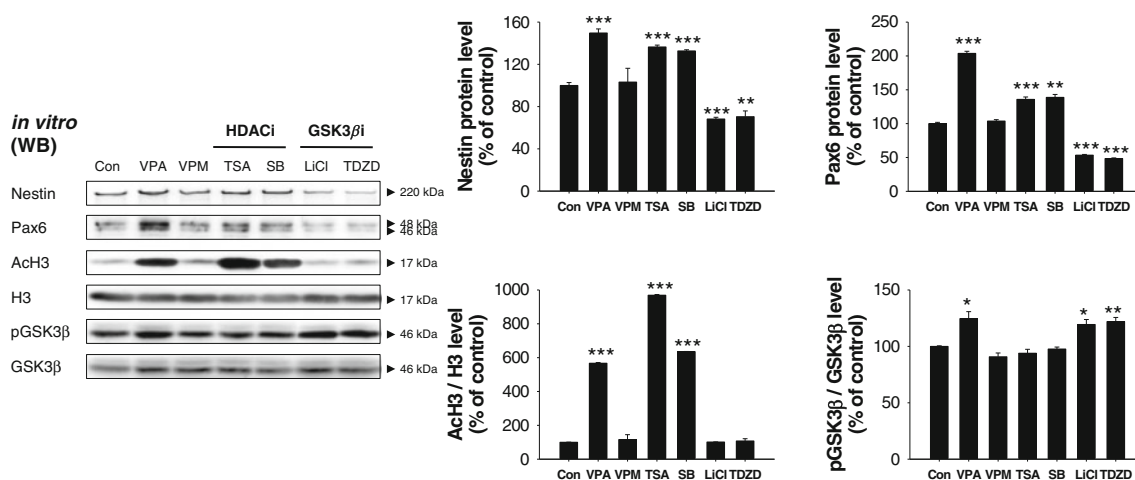 in vitro
(WB)
HDACi GSK3βi
Con VPA VPM TSA SB LiCl TDZD
Nestin 220 kDa
Pax6 48 kDa
46 kDa
AcH3 17 kDa
H3 17 kDa
pGSK3β 46 kDa
GSK3β 46 kDa
Nestin protein level
(% of control)
160
120
80
40
0
*** *** *** *** **
Con VPA VPM TSA SB LiCl TDZD
Pax6 protein level
(% of control)
250
200
150
100
50
0
*** *** ** *** ***
Con VPA VPM TSA SB LiCl TDZD
AcH3 / H3 level
(% of control)
1000
800
600
400
200
0
*** *** ***
Con VPA VPM TSA SB LiCl TDZD
pGSK3β / GSK3β level
(% of control)
150
100
50
0
* * **
Con VPA VPM TSA SB LiCl TDZD